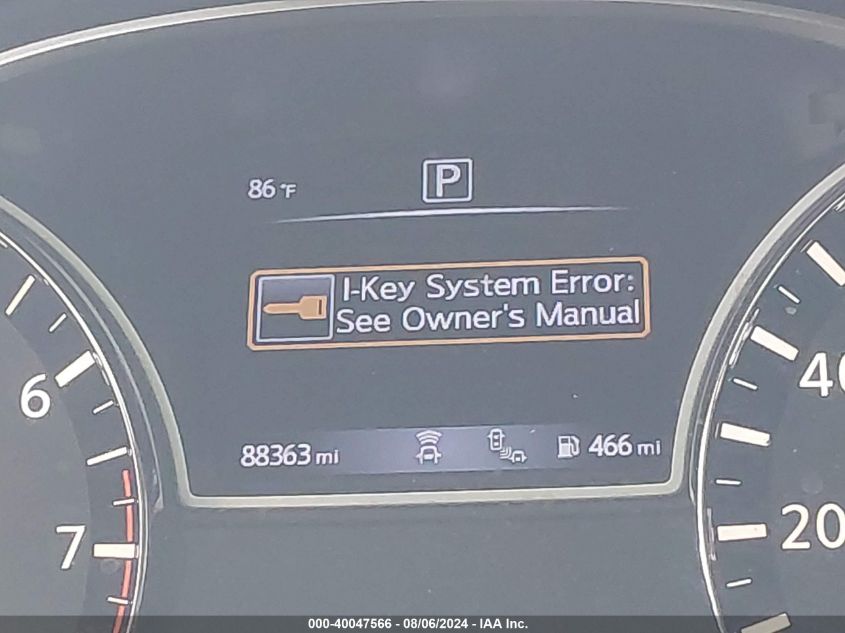 86 °F
P
I-Key System Error:
See Owner's Manual
88363 mi
466 mi
6
7
40
20
000-40047566 - 08/06/2024 - IAA Inc.